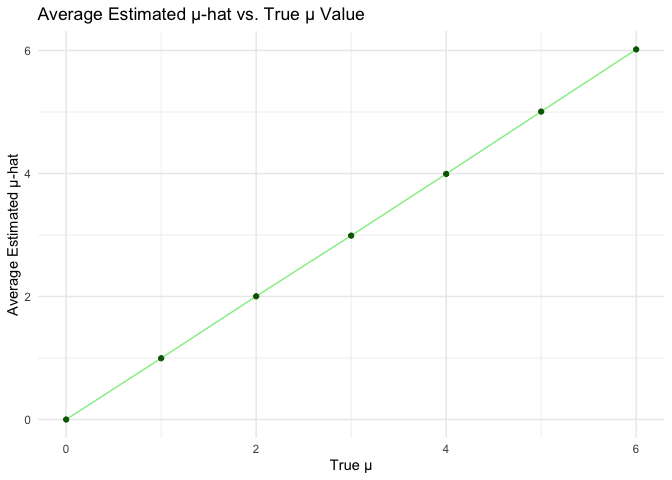 Average Estimated μ-hat vs. True μ Value
Average Estimated μ-hat
6
4
2
0
0 2 4 6
True μ